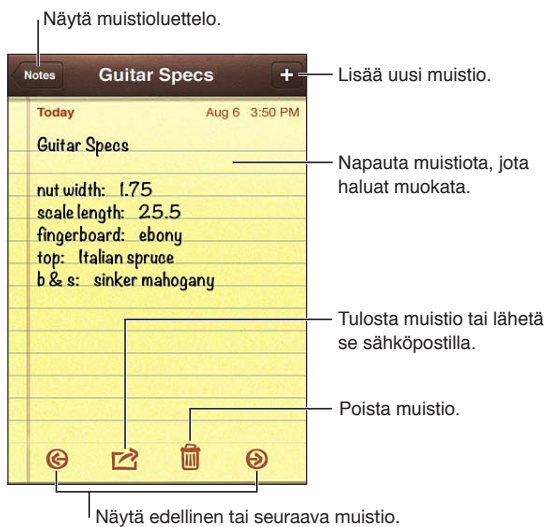 Näytä muistioluettelo.
Notes
Guitar Specs
+
Lisää uusi muistio.
Today
Aug 6 3:50 PM
Guitar Specs
Napauta muistiota, jota
haluat muokata.
nut width: 1.75
scale length: 25.5
fingerboard: ebony
top: Italian spruce
b & s: sinker mahogany
Tulosta muistio tai lähetä
se sähköpostilla.
Poista muistio.
Näytä edellinen tai seuraava muistio.